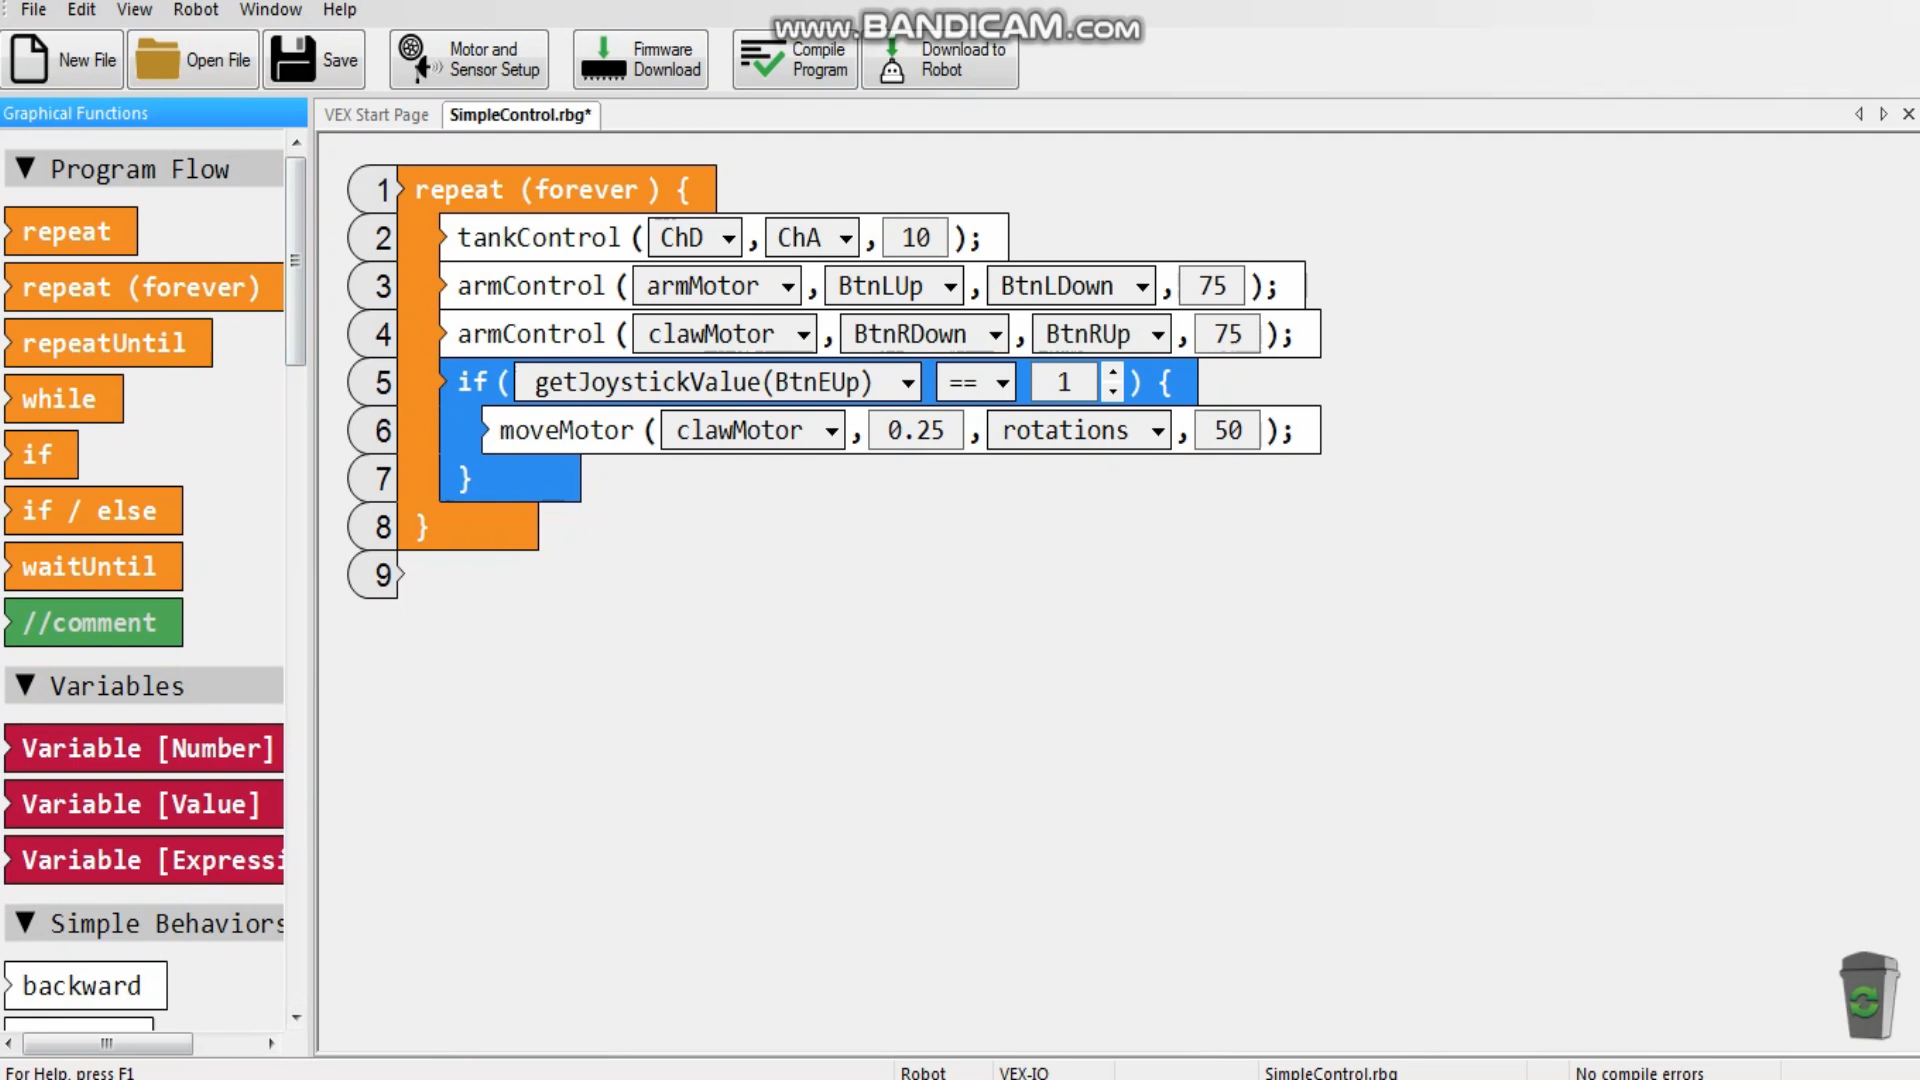 File Edit View Robot Window Help
www.BANDICAM.com
New File
Open File
Save
Motor and
Sensor Setup
Firmware
Download
Compile
Program
Download to
Robot
Graphical Functions
VEX Start Page
SimpleControl.rbg*
Program Flow
repeat
repeat (forever)
repeatUntil
while
if
if / else
waitUntil
//comment
Variables
Variable [Number]
Variable [Value]
Variable [Expressi
Simple Behaviors
backward
1 repeat (forever ) {
2 tankControl ( ChD , ChA , 10 );
3 armControl ( armMotor , BtnLUp , BtnLDown , 75 );
4 armControl ( clawMotor , BtnRDown , BtnRUp , 75 );
5 if ( getJoystickValue(BtnEUp) == 1 ) {
6 moveMotor ( clawMotor , 0.25 , rotations , 50 );
7 }
8 }
9
For Help, press F1
Robot
VEX-IQ
SimpleControl.rbg
No compile errors